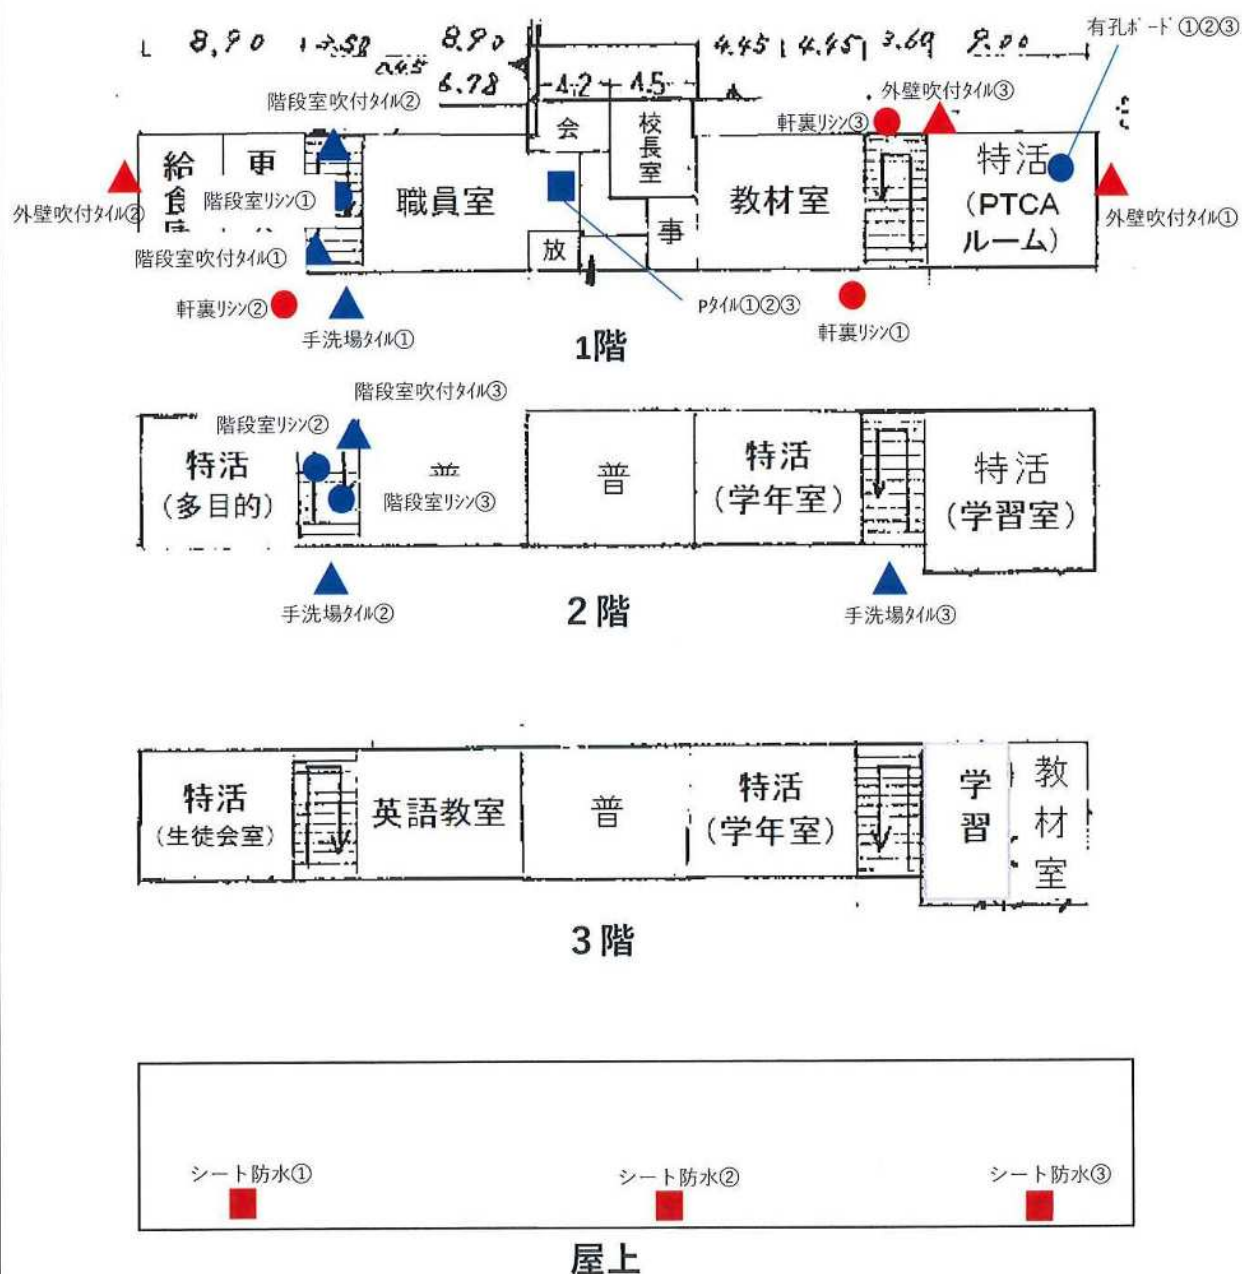 有孔ボード①②③
8.90 3.50 8.90 4.45 4.45 3.60 9.00
6.78 4.2 4.5
階段室吹付タイル②
外壁吹付タイル③
軒裏リシン③
会
校長室
給食
更
階段室リシン①
職員室
教材室
特活
(PTCA
ルーム)
外壁吹付タイル②
外壁吹付タイル①
事
放
階段室吹付タイル①
軒裏リシン②
Pタイル①②③
手洗場タイル①
軒裏リシン①
1階
階段室吹付タイル③
階段室リシン②
特活
(多目的)
普
普
特活
(学年室)
特活
(学習室)
階段室リシン③
手洗場タイル②
手洗場タイル③
2階
特活
(生徒会室)
英語教室
普
特活
(学年室)
学習
教材室
3階
シート防水①
シート防水②
シート防水③
屋上